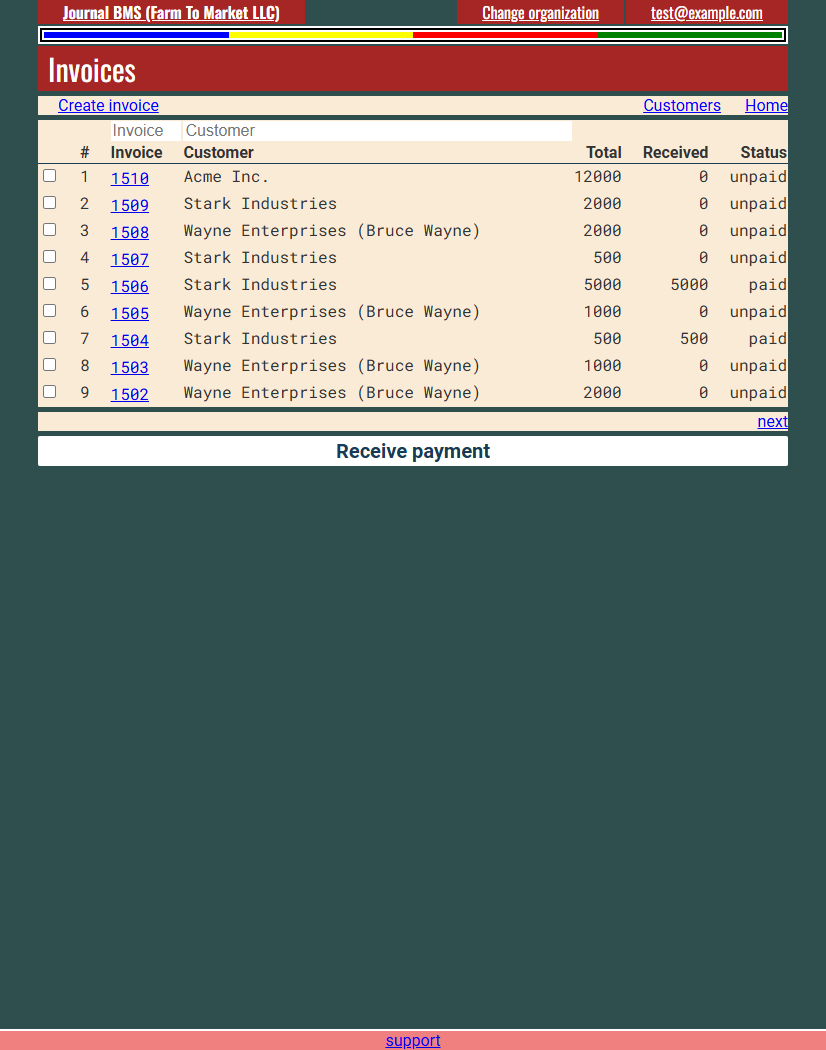 Journal BMS (Farm To Market LLC) Change organization test@example.com
Invoices
Create invoice Customers Home
Invoice Customer
# Invoice Customer Total Received Status
1 1510 Acme Inc. 12000 0 unpaid
2 1509 Stark Industries 2000 0 unpaid
3 1508 Wayne Enterprises (Bruce Wayne) 2000 0 unpaid
4 1507 Stark Industries 500 0 unpaid
5 1506 Stark Industries 5000 5000 paid
6 1505 Wayne Enterprises (Bruce Wayne) 1000 0 unpaid
7 1504 Stark Industries 500 500 paid
8 1503 Wayne Enterprises (Bruce Wayne) 1000 0 unpaid
9 1502 Wayne Enterprises (Bruce Wayne) 2000 0 unpaid
next
Receive payment
support